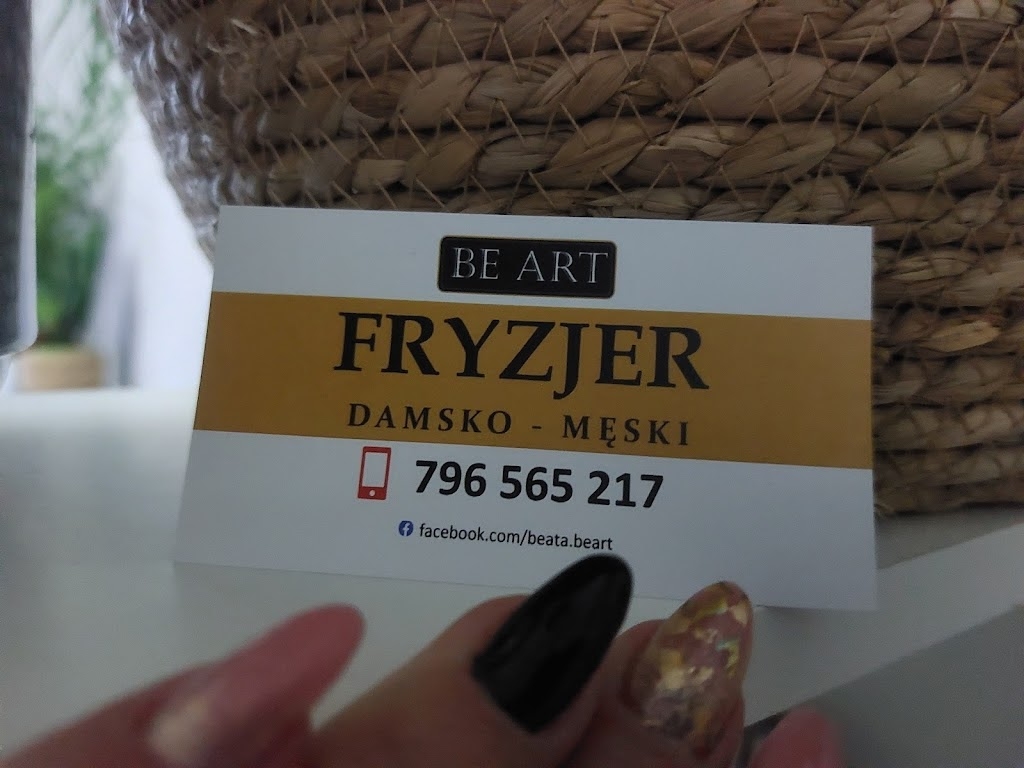 BE ART
FRYZJER
DAMSKO - MĘSKI
796 565 217
facebook.com/beata.beart